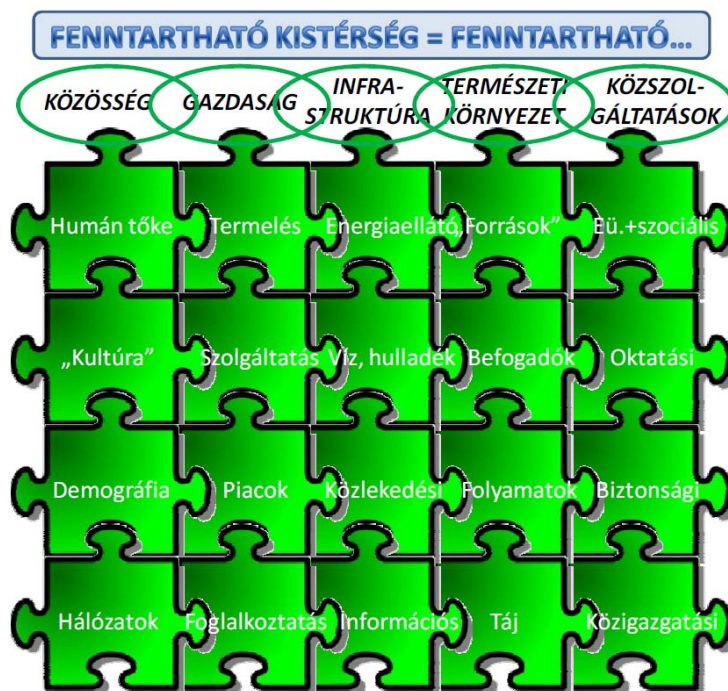 FENNTARTHATÓ KISTÉRSÉG = FENNTARTHATÓ...
KÖZÖSSÉG GAZDASÁG INFRA-STRUKTÚRA TERMÉSZETI KÖRNYEZET KÖZSZOL-GÁLTATÁSOK
Humán tőke Termelés Energiaellátó „Források” Eü.+szociális
„Kultúra” Szolgáltatás Víz, hulladék Befogadók Oktatási
Demográfia Piacok Közlekedési Folyamatok Biztonsági
Hálózatok Foglalkoztatás Információs Táj Közigazgatási